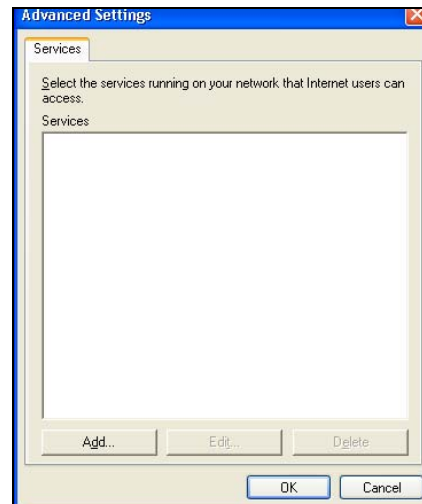 Advanced Settings
Services
Select the services running on your network that Internet users can
access.
Services
Add... Edit... Delete
OK Cancel